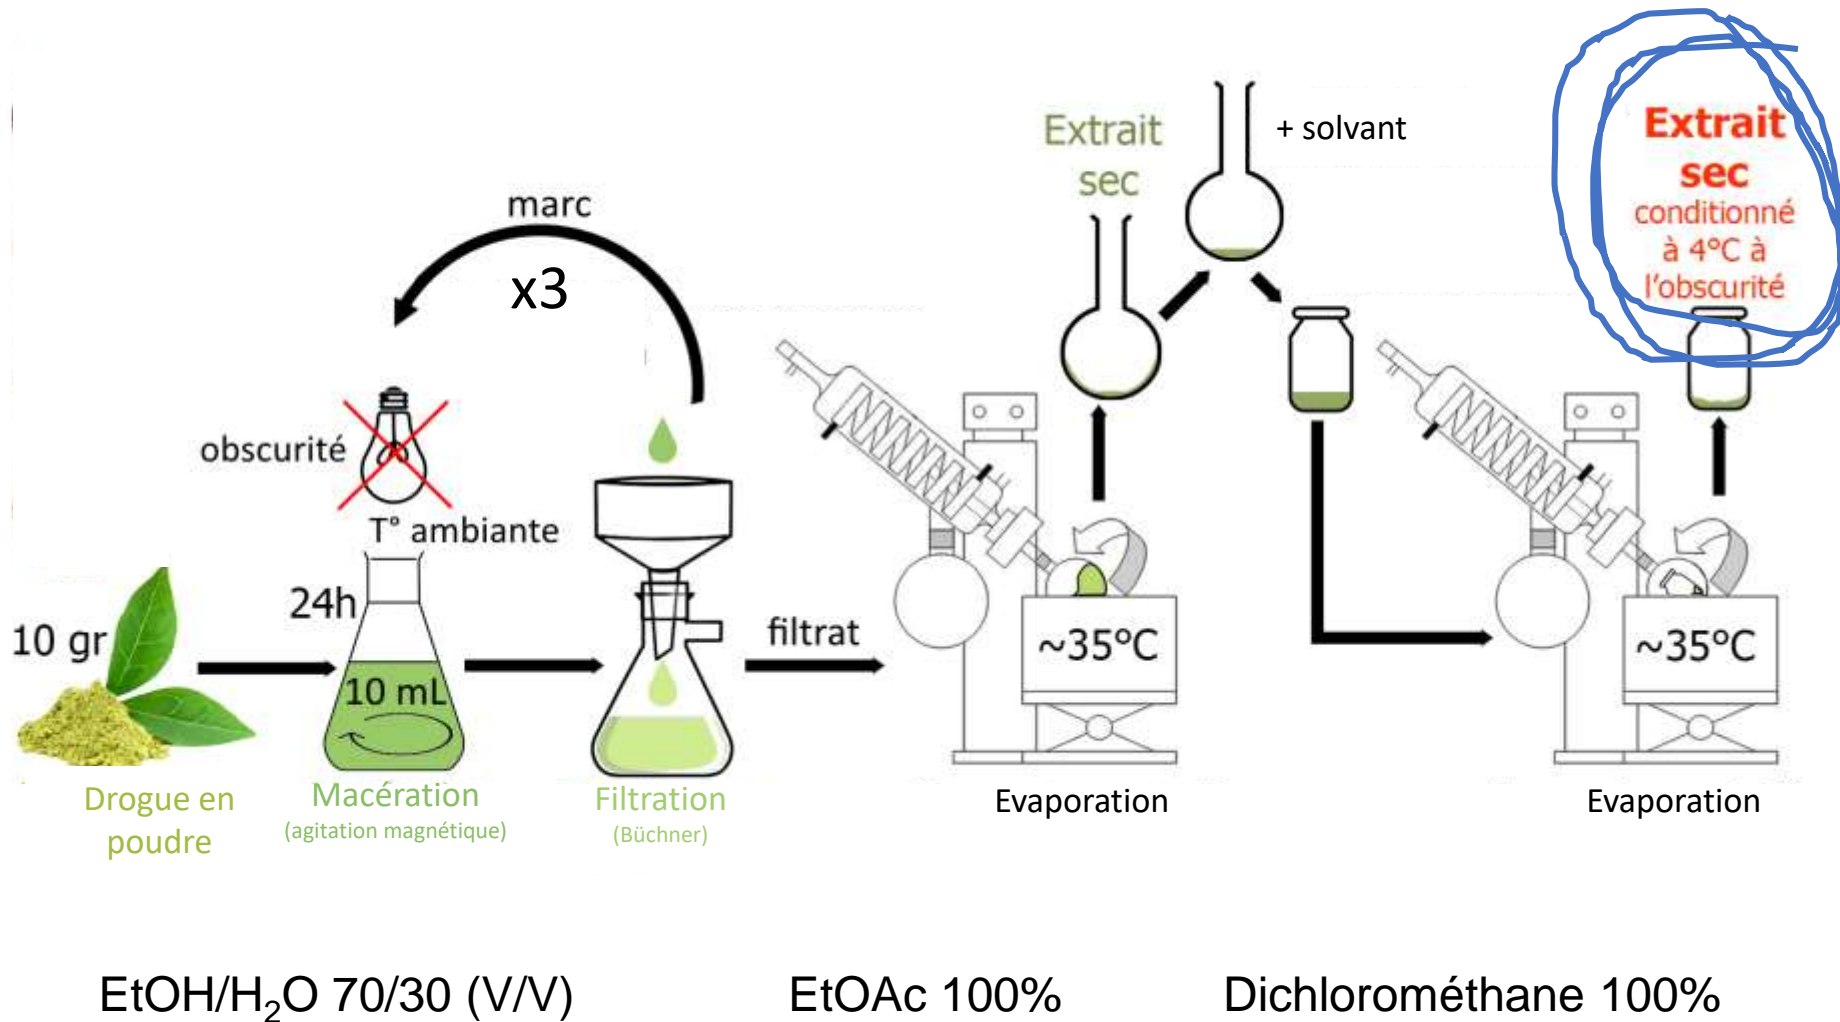 Extrait
sec
+ solvant
Extrait
sec
conditionné
à 4°C à
l'obscurité
marc
x3
obscurité
T° ambiante
24h
10 gr
10 mL
filtrat
~35°C
~35°C
Drogue en
poudre
Macération
(agitation magnétique)
Filtration
(Büchner)
Evaporation
Evaporation
EtOH/H₂O 70/30 (V/V)
EtOAc 100%
Dichlorométhane 100%